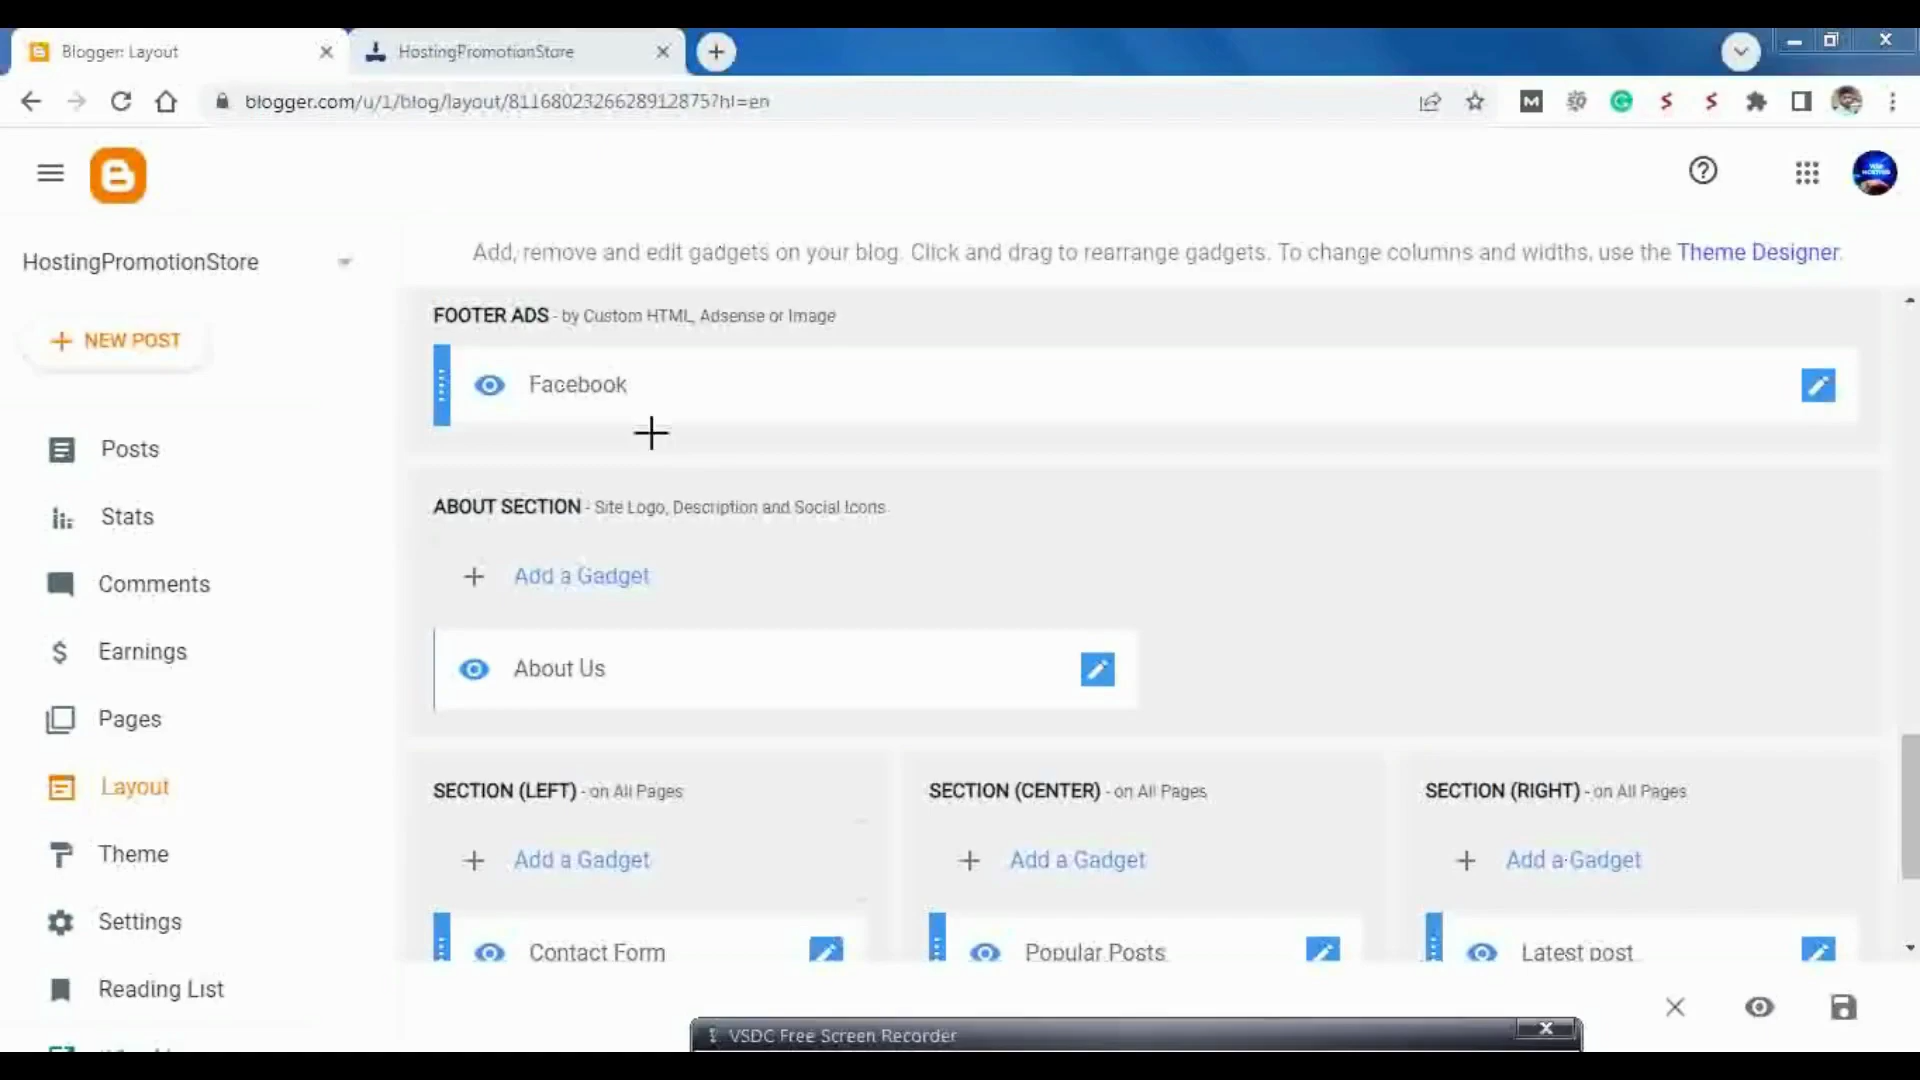 Blogger: Layout
HostingPromotionStore
blogger.com/u/1/blog/layout/8116802326628912875?hl=en
HostingPromotionStore
Add, remove and edit gadgets on your blog. Click and drag to rearrange gadgets. To change columns and widths, use the Theme Designer.
NEW POST
Posts
Stats
Comments
Earnings
Pages
Layout
Theme
Settings
Reading List
FOOTER ADS - by Custom HTML, Adsense or Image
Facebook
ABOUT SECTION - Site Logo, Description and Social Icons
Add a Gadget
About Us
SECTION (LEFT) - on All Pages
Add a Gadget
Contact Form
SECTION (CENTER) - on All Pages
Add a Gadget
Popular Posts
SECTION (RIGHT) - on All Pages
Add a Gadget
Latest post
VSDC Free Screen Recorder